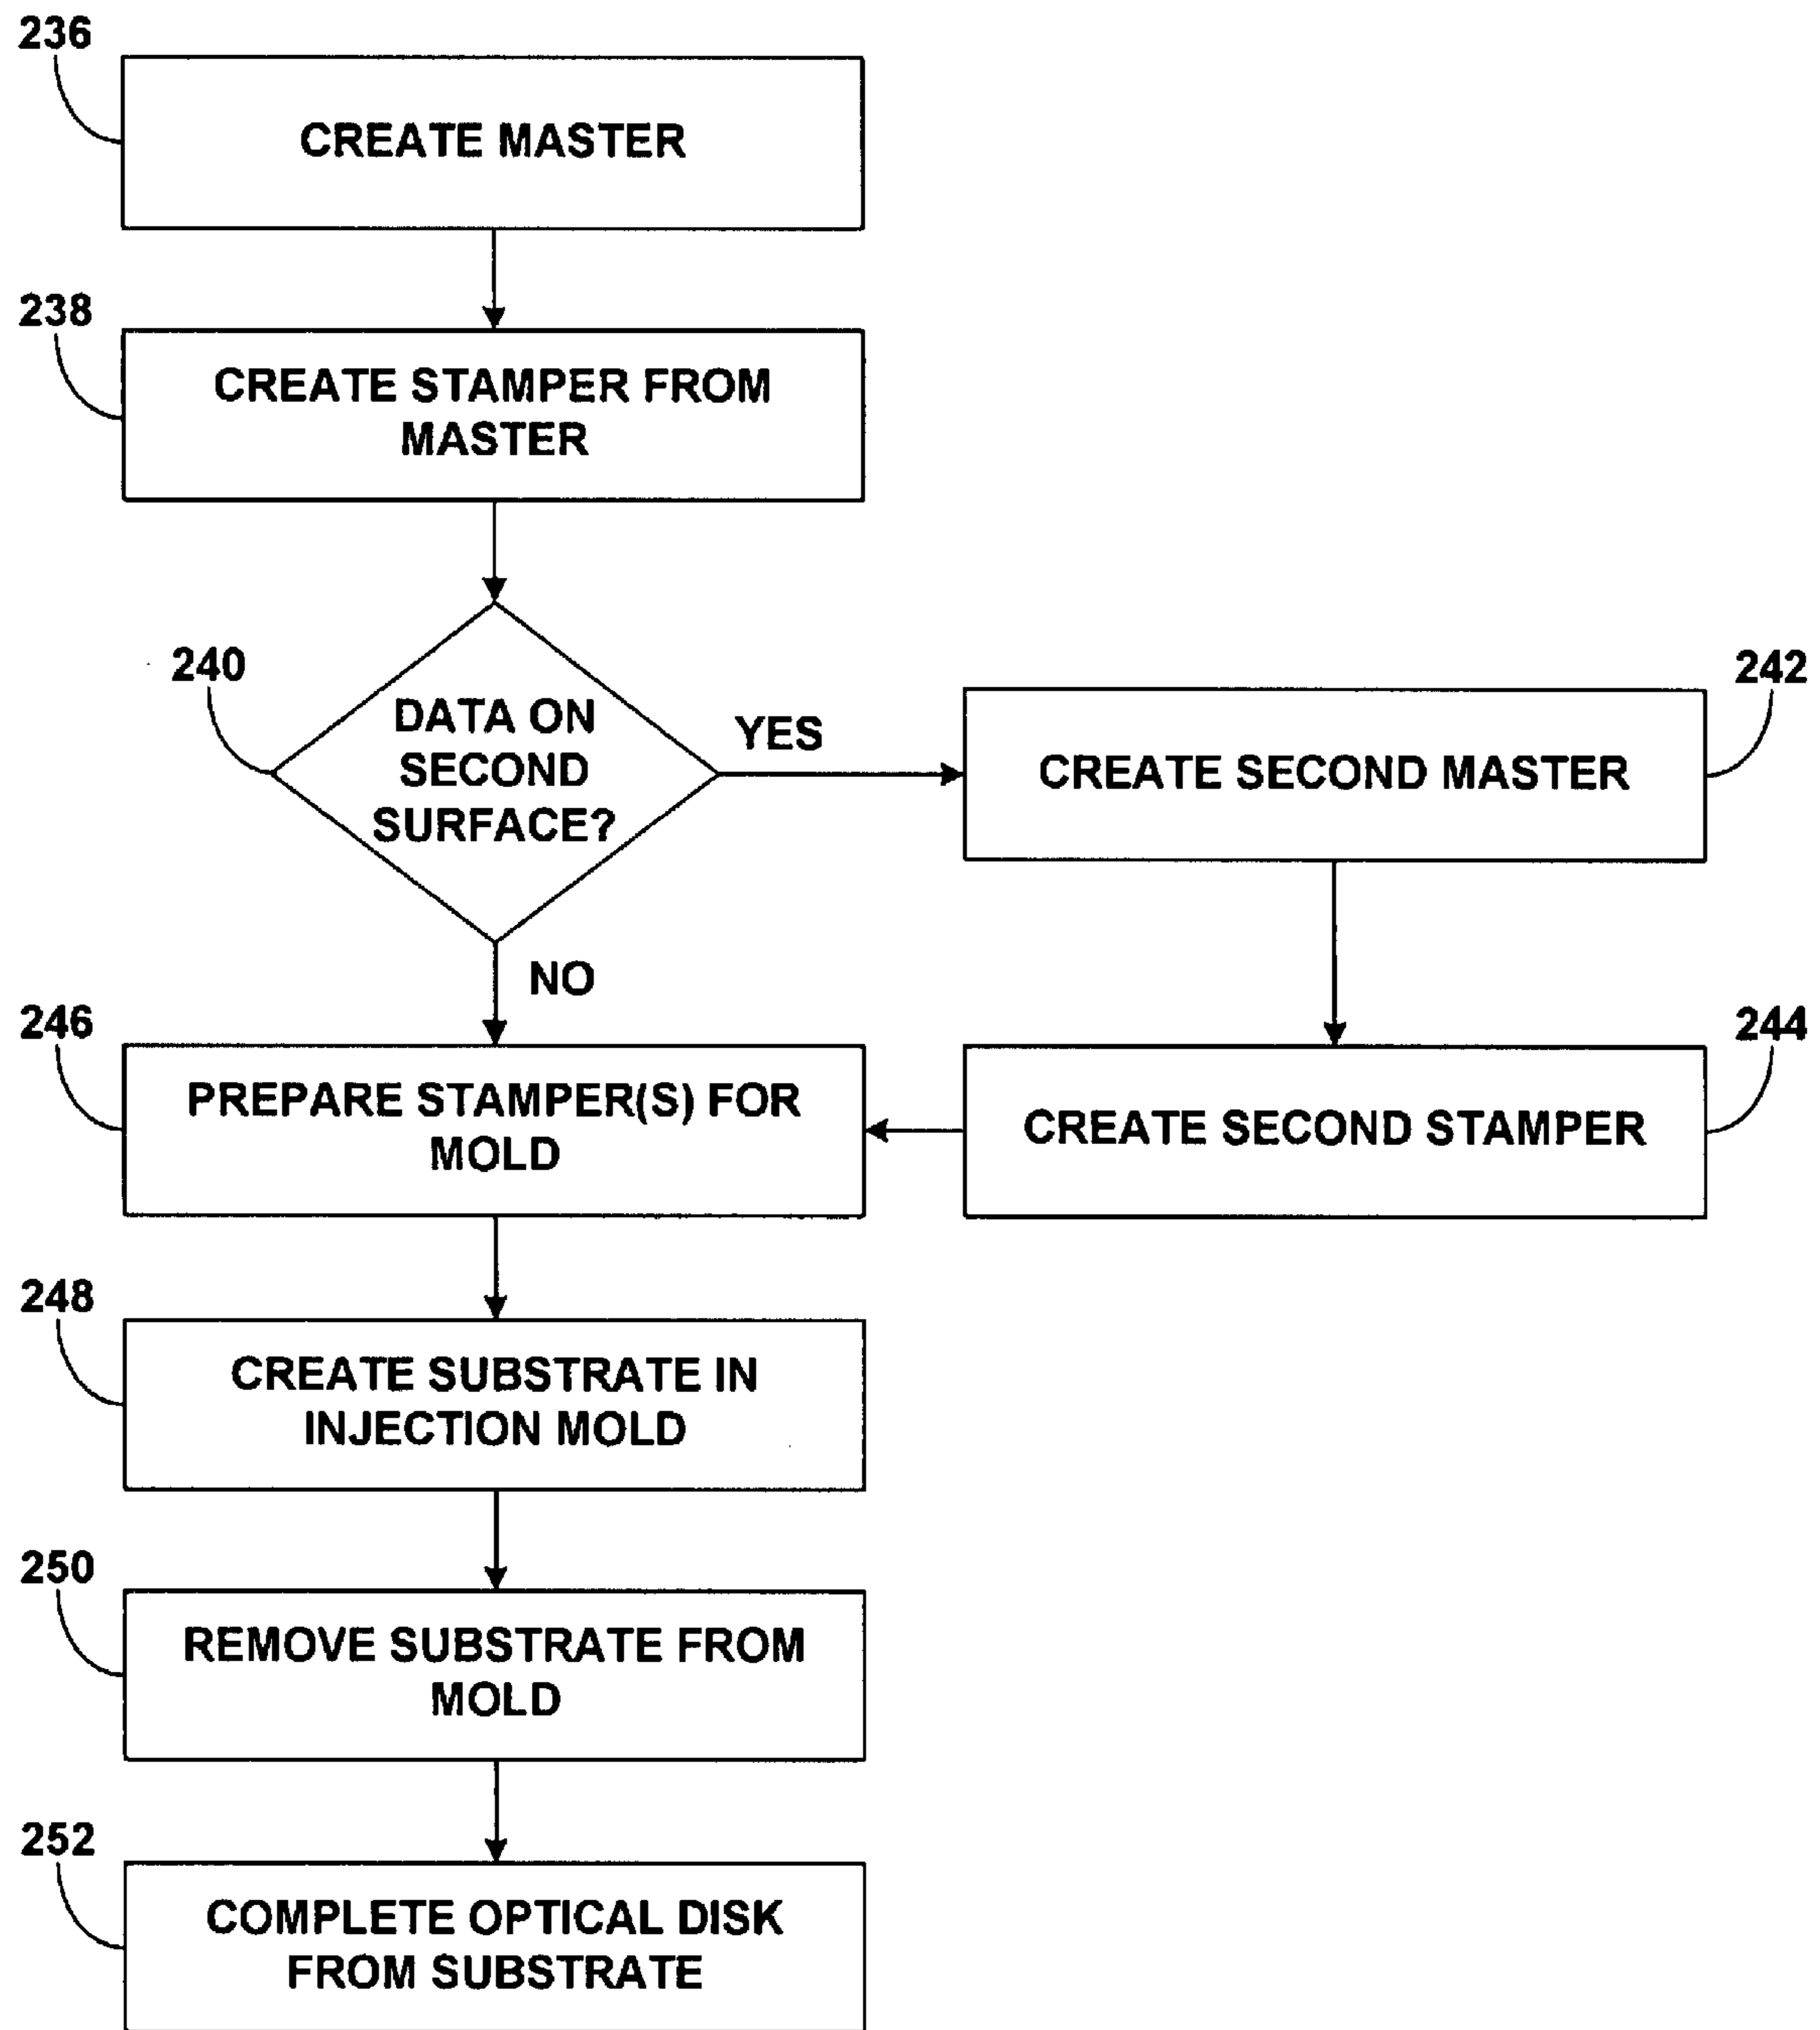 236
CREATE MASTER
238
CREATE STAMPER FROM
MASTER
240
DATA ON
SECOND
SURFACE?
YES
242
CREATE SECOND MASTER
NO
244
CREATE SECOND STAMPER
246
PREPARE STAMPER(S) FOR
MOLD
248
CREATE SUBSTRATE IN
INJECTION MOLD
250
REMOVE SUBSTRATE FROM
MOLD
252
COMPLETE OPTICAL DISK
FROM SUBSTRATE